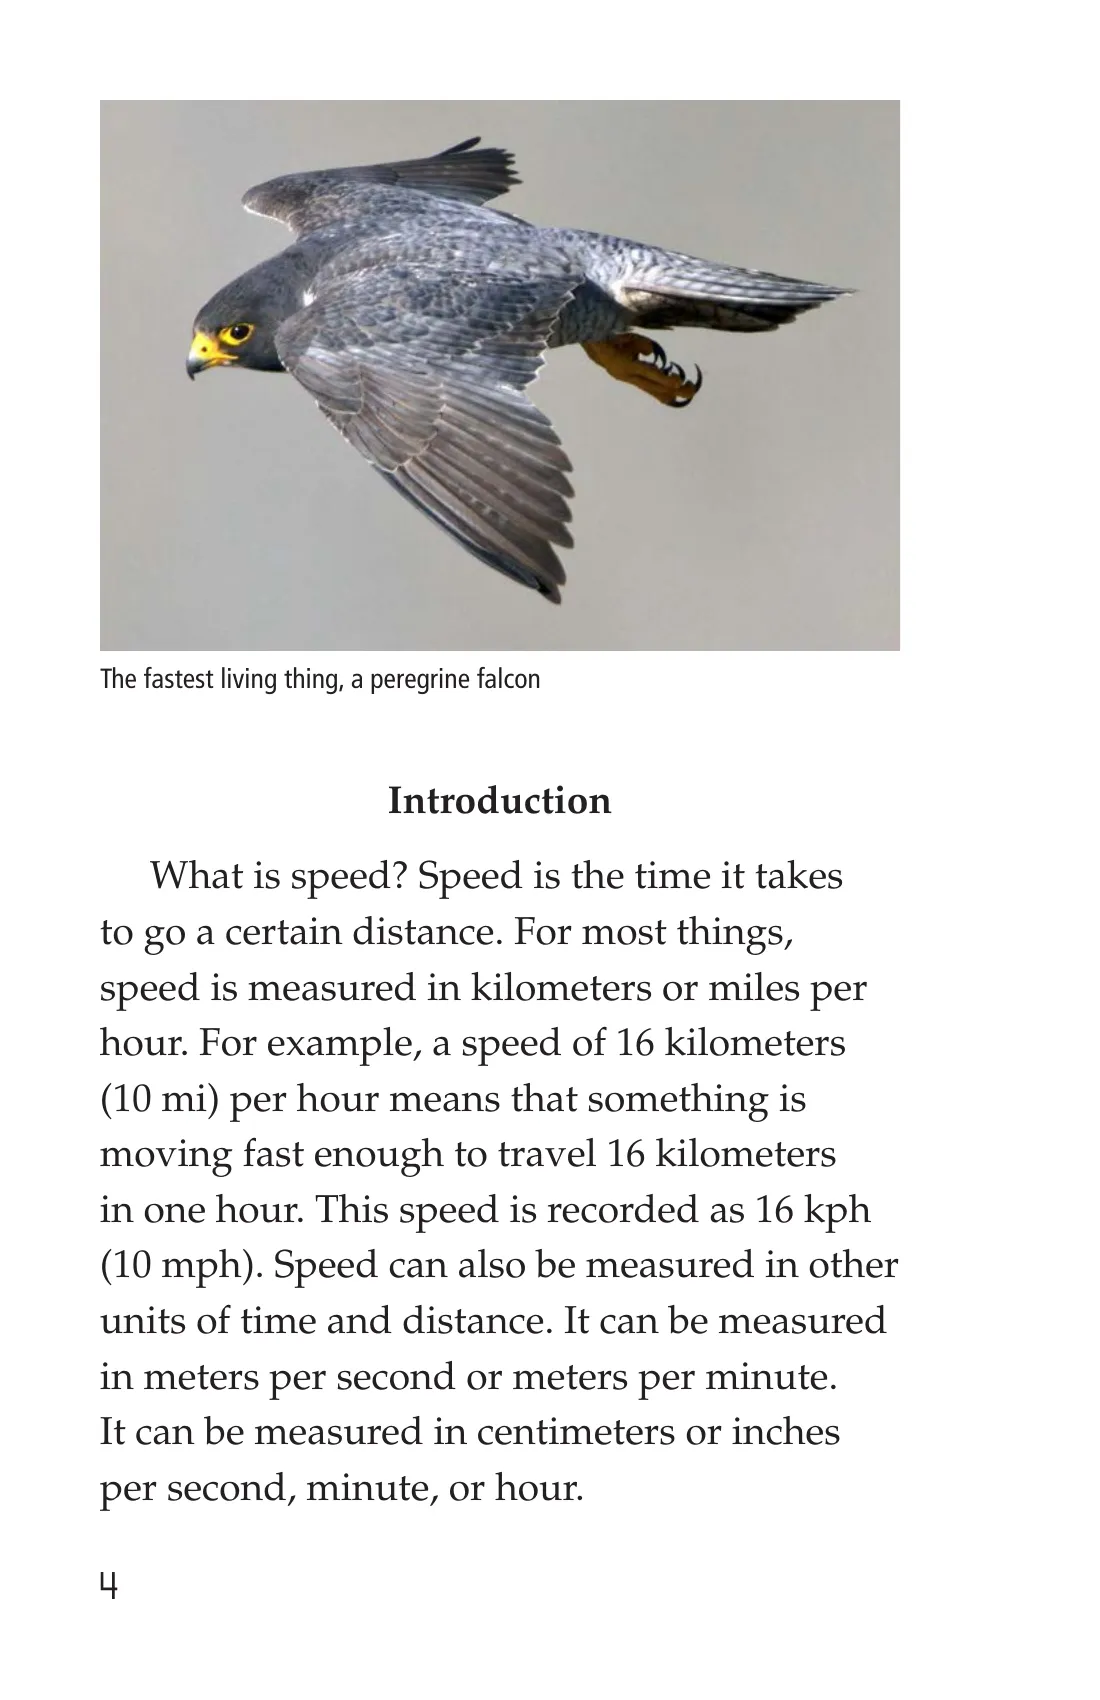 The fastest living thing, a peregrine falcon
Introduction
What is speed? Speed is the time it takes
to go a certain distance. For most things,
speed is measured in kilometers or miles per
hour. For example, a speed of 16 kilometers
(10 mi) per hour means that something is
moving fast enough to travel 16 kilometers
in one hour. This speed is recorded as 16 kph
(10 mph). Speed can also be measured in other
units of time and distance. It can be measured
in meters per second or meters per minute.
It can be measured in centimeters or inches
per second, minute, or hour.
4